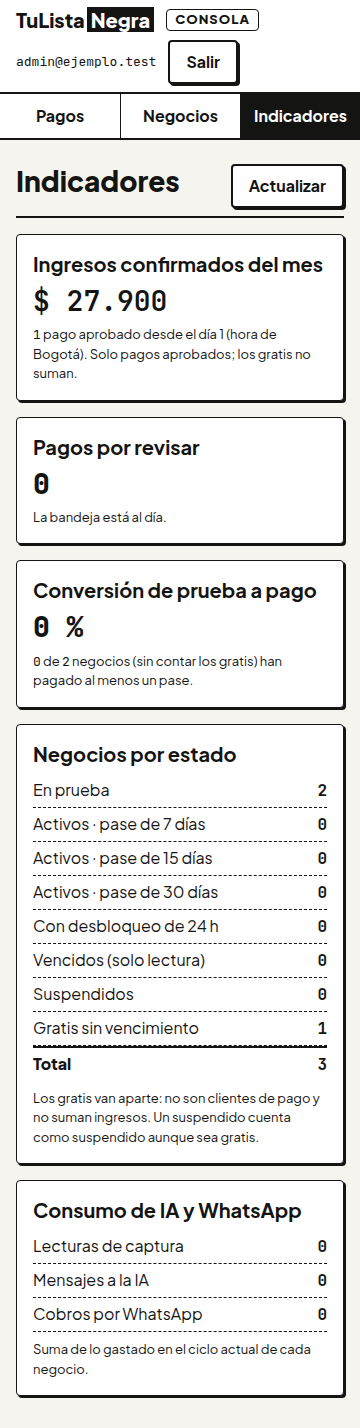 TuLista Negra CONSOLA
admin@ejemplo.test Salir
Pagos Negocios Indicadores
Indicadores Actualizar
Ingresos confirmados del mes
$ 27.900
1 pago aprobado desde el día 1 (hora de
Bogotá). Solo pagos aprobados; los gratis no
suman.
Pagos por revisar
0
La bandeja está al día.
Conversión de prueba a pago
0 %
0 de 2 negocios (sin contar los gratis) han
pagado al menos un pase.
Negocios por estado
En prueba 2
Activos · pase de 7 días 0
Activos · pase de 15 días 0
Activos · pase de 30 días 0
Con desbloqueo de 24 h 0
Vencidos (solo lectura) 0
Suspendidos 0
Gratis sin vencimiento 1
Total 3
Los gratis van aparte: no son clientes de pago y
no suman ingresos. Un suspendido cuenta
como suspendido aunque sea gratis.
Consumo de IA y WhatsApp
Lecturas de captura 0
Mensajes a la IA 0
Cobros por WhatsApp 0
Suma de lo gastado en el ciclo actual de cada
negocio.